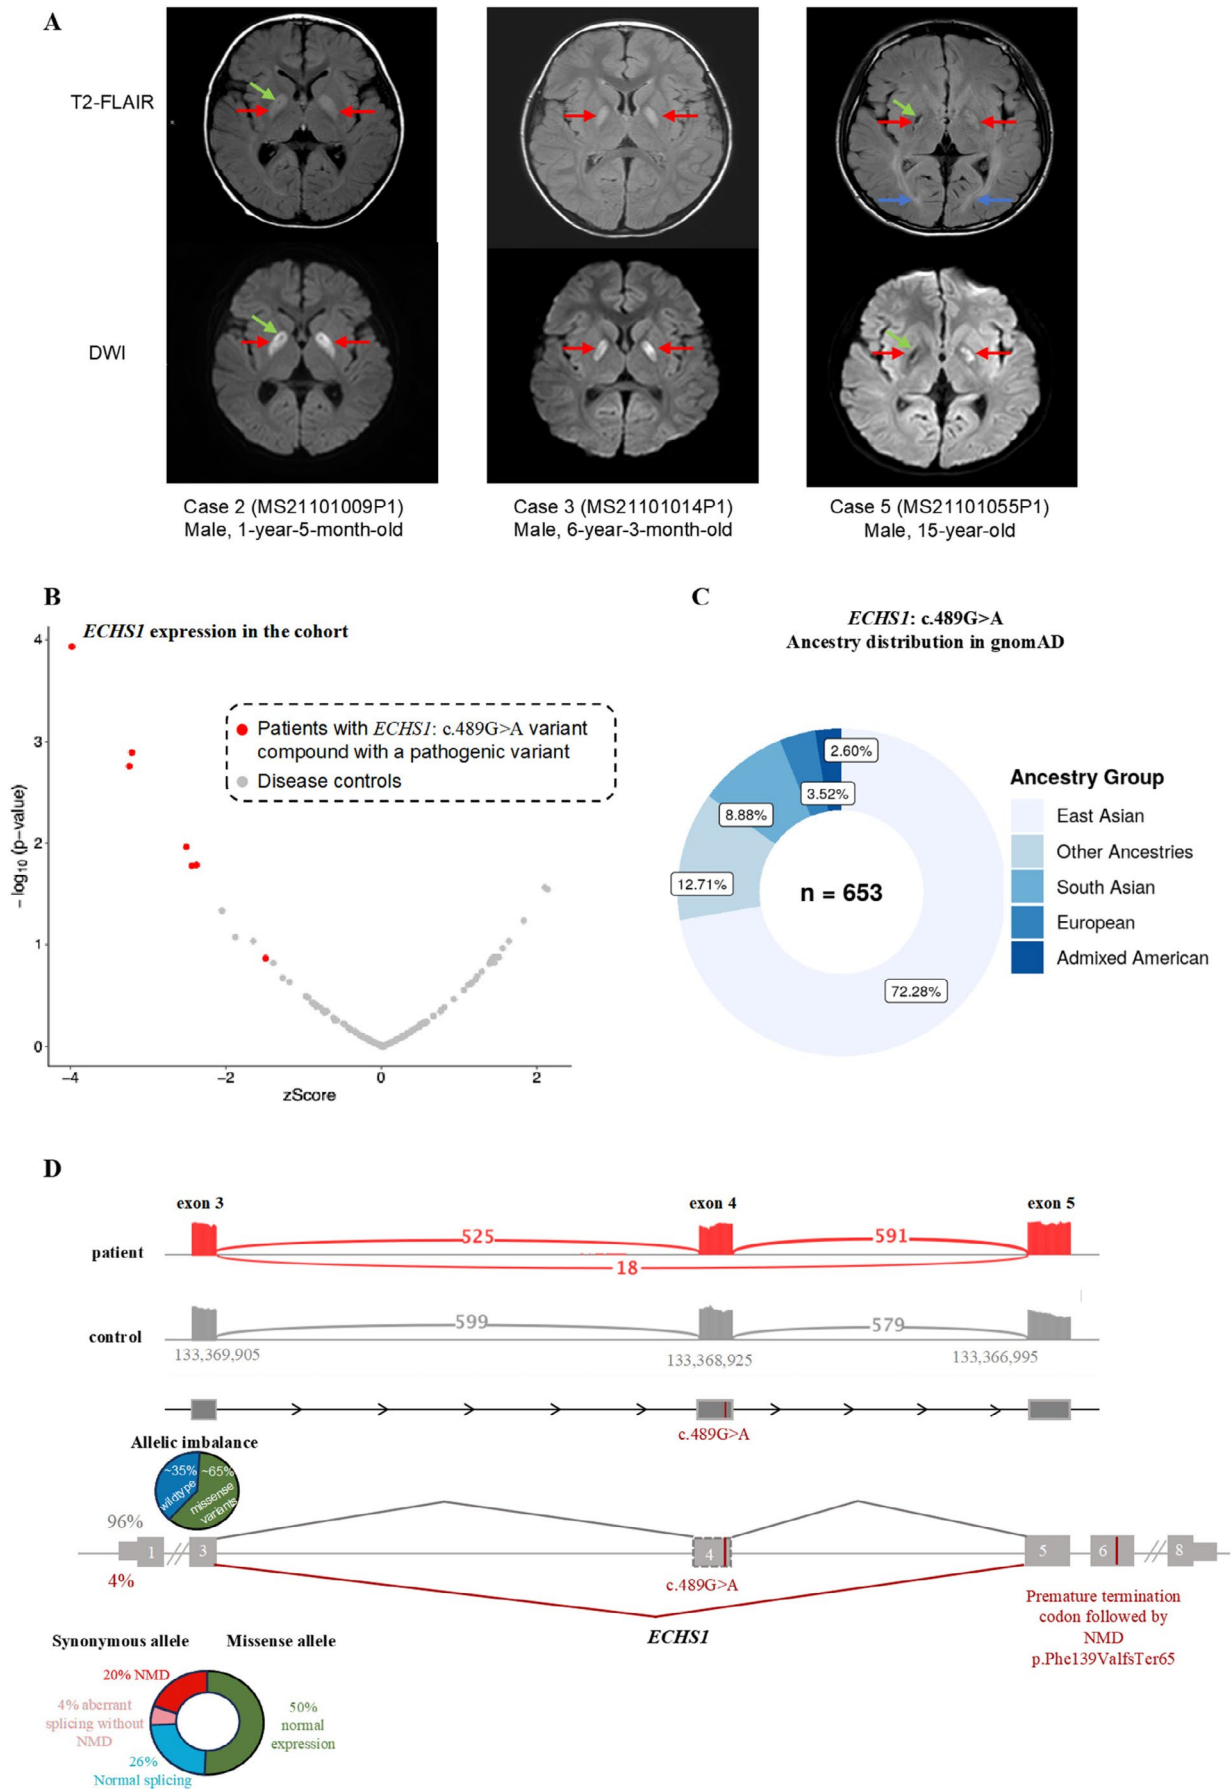 A
T2-FLAIR
DWI
Case 2 (MS21101009P1)
Male, 1-year-5-month-old
Case 3 (MS21101014P1)
Male, 6-year-3-month-old
Case 5 (MS21101055P1)
Male, 15-year-old
B
ECHS1 expression in the cohort
Patients with ECHS1: c.489G>A variant
compound with a pathogenic variant
Disease controls
− log10 (p−value)
4
3
2
1
0
−4
−2
0
2
zScore
C
ECHS1: c.489G>A
Ancestry distribution in gnomAD
2.60%
3.52%
8.88%
12.71%
n = 653
72.28%
Ancestry Group
East Asian
Other Ancestries
South Asian
European
Admixed American
D
exon 3
exon 4
exon 5
patient
525
591
18
control
599
579
133,369,905
133,368,925
133,366,995
c.489G>A
Allelic imbalance
~35%
wildtype
~65%
missense
variants
96%
1
3
4
5
6
8
4%
c.489G>A
ECHS1
Premature termination
codon followed by
NMD
p.Phe139ValfsTer65
Synonymous allele
Missense allele
20% NMD
4% aberrant
splicing without
NMD
26%
Normal splicing
50%
normal
expression